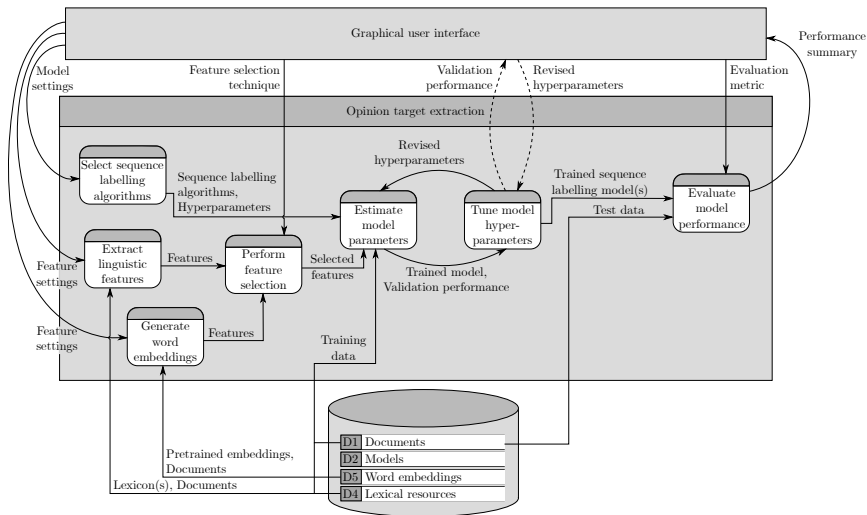 Graphical user interface
Model
settings
Feature selection
technique
Validation
performance
Revised
hyperparameters
Evaluation
metric
Performance
summary
Opinion target extraction
Select sequence
labelling
algorithms
Sequence labelling
algorithms,
Hyperparameters
Revised
hyperparameters
Estimate
model
parameters
Tune model
hyper-
parameters
Trained sequence
labelling model(s)
Test data
Evaluate
model
performance
Feature
settings
Extract
linguistic
features
Features
Perform
feature
selection
Selected
features
Trained model,
Validation performance
Feature
settings
Generate
word
embeddings
Features
Training
data
Pretrained embeddings,
Documents
Lexicon(s), Documents
D1 Documents
D2 Models
D5 Word embeddings
D4 Lexical resources